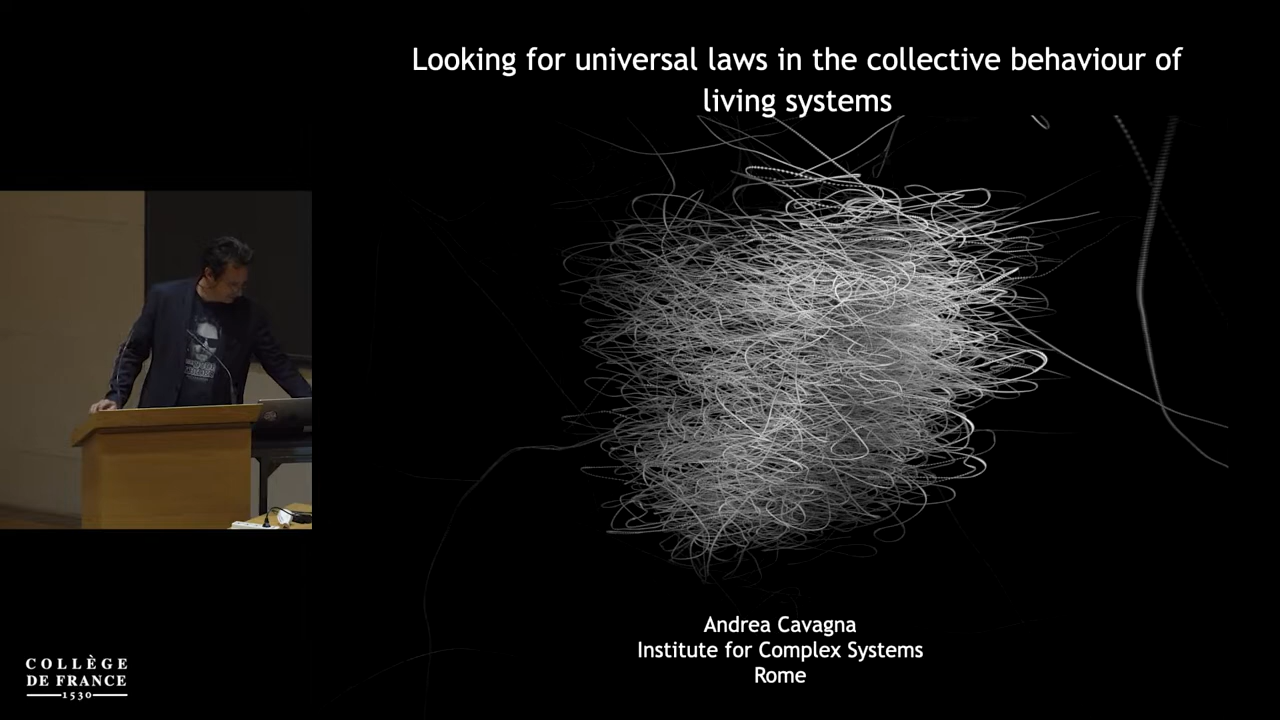 Looking for universal laws in the collective behaviour of
living systems
Andrea Cavagna
Institute for Complex Systems
Rome
COLLÈGE
DE FRANCE
1530